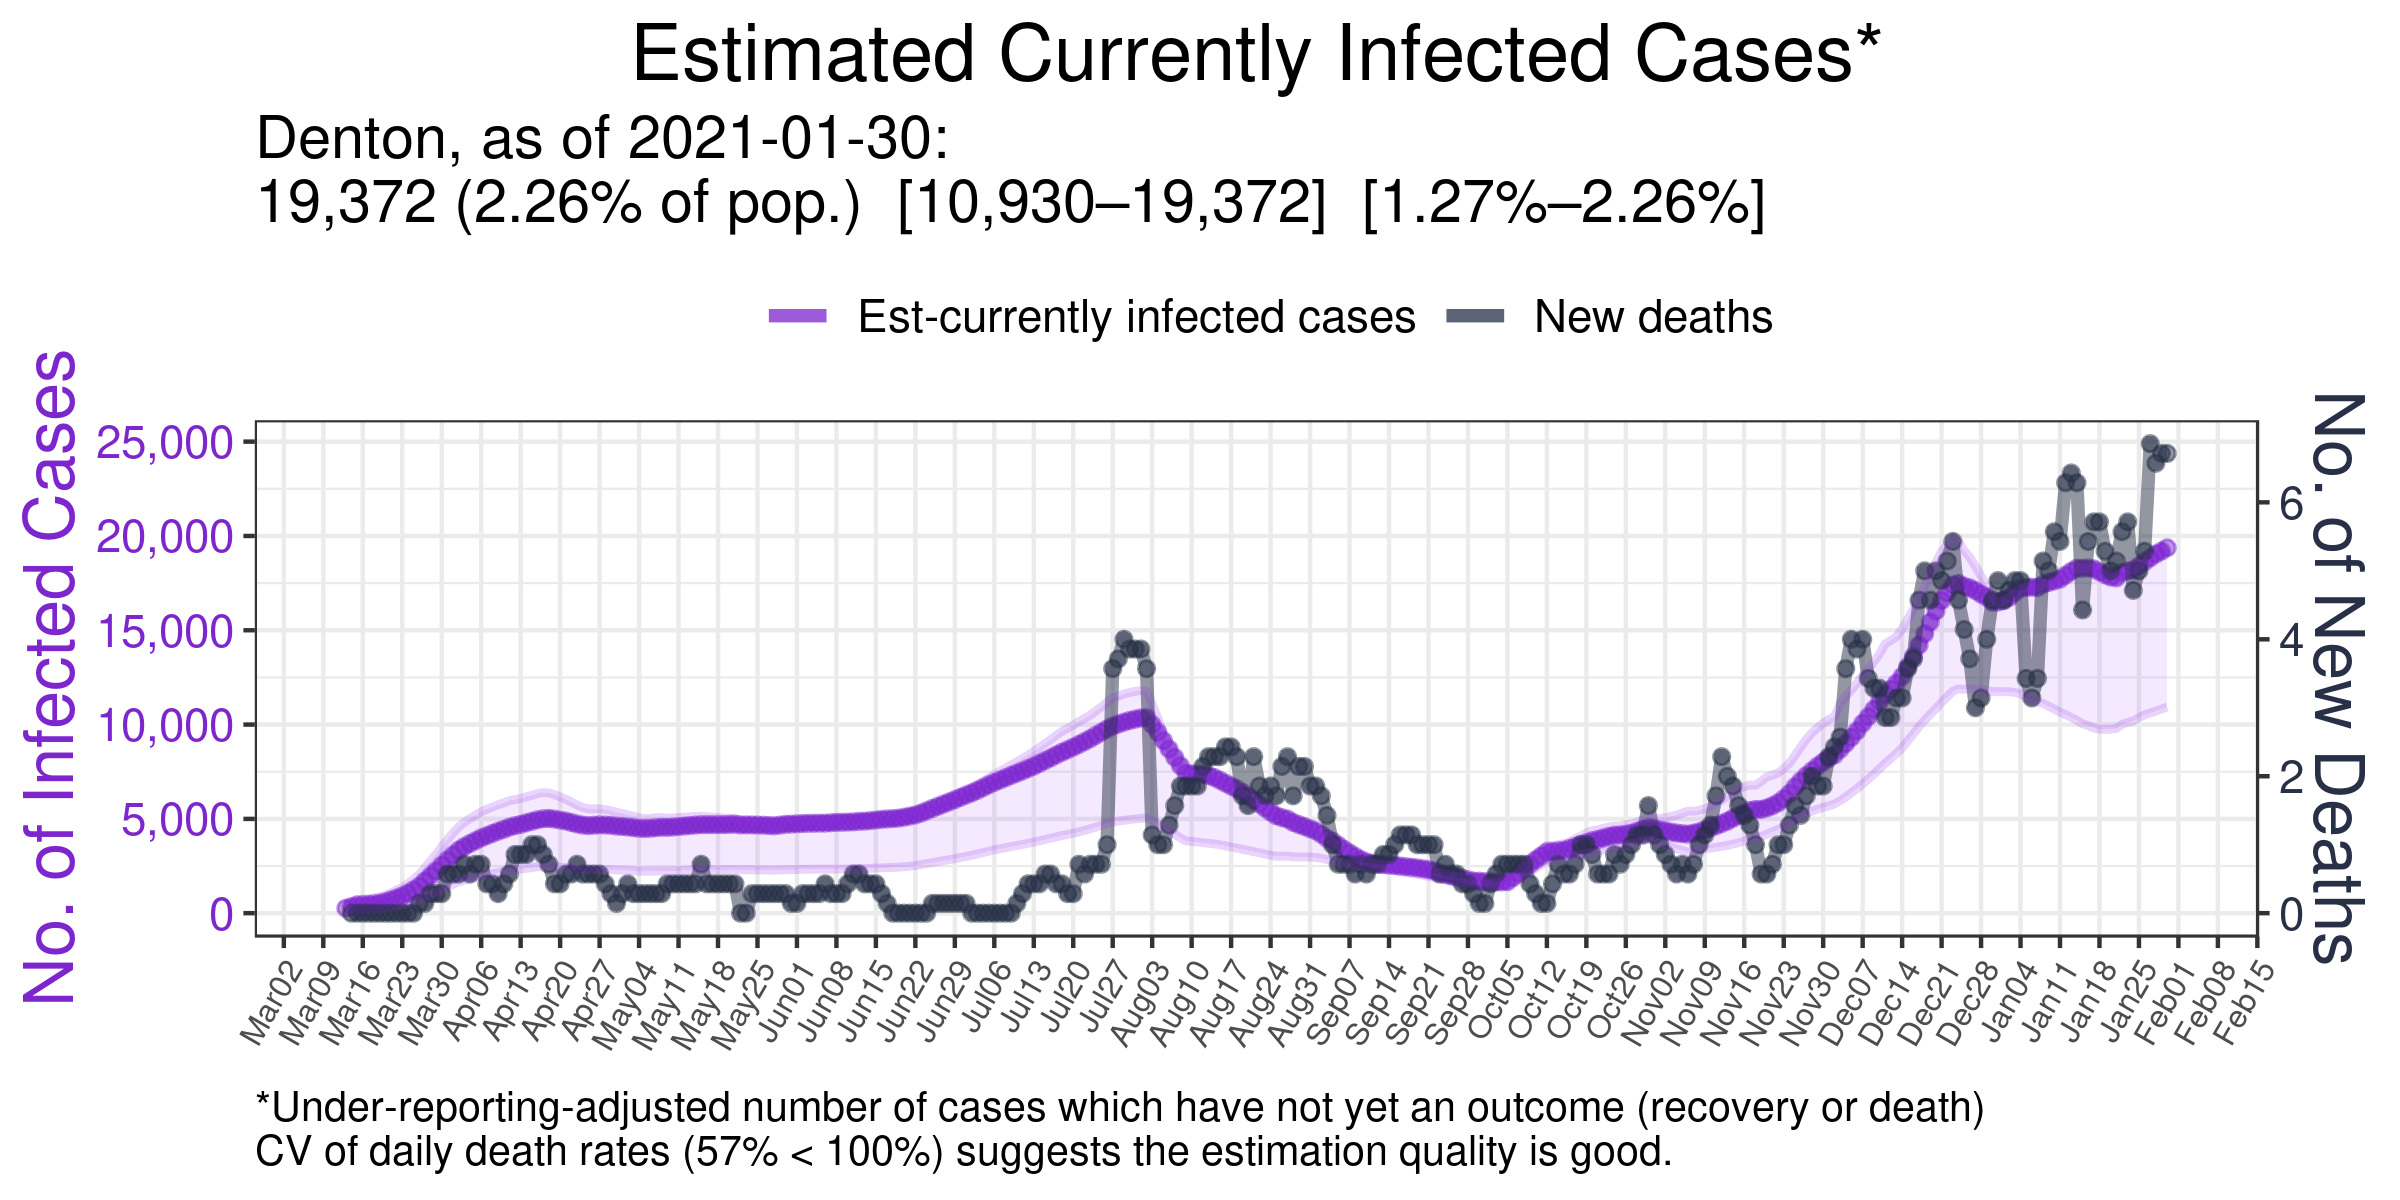 Estimated Currently Infected Cases*
Denton, as of 2021-01-30:
19,372 (2.26% of pop.) [10,930–19,372] [1.27%–2.26%]
Est-currently infected cases New deaths
No. of Infected Cases
25,000
20,000
15,000
10,000
5,000
0
No. of New Deaths
6
4
2
0
Mar02 Mar09 Mar16 Mar23 Mar30 Apr06 Apr13 Apr20 Apr27 May04 May11 May18 May25 Jun01 Jun08 Jun15 Jun22 Jun29 Jul06 Jul13 Jul20 Jul27 Aug03 Aug10 Aug17 Aug24 Aug31 Sep07 Sep14 Sep21 Sep28 Oct05 Oct12 Oct19 Oct26 Nov02 Nov09 Nov16 Nov23 Nov30 Dec07 Dec14 Dec21 Dec28 Jan04 Jan11 Jan18 Jan25 Feb01 Feb08 Feb15
*Under-reporting-adjusted number of cases which have not yet an outcome (recovery or death)
CV of daily death rates (57% < 100%) suggests the estimation quality is good.